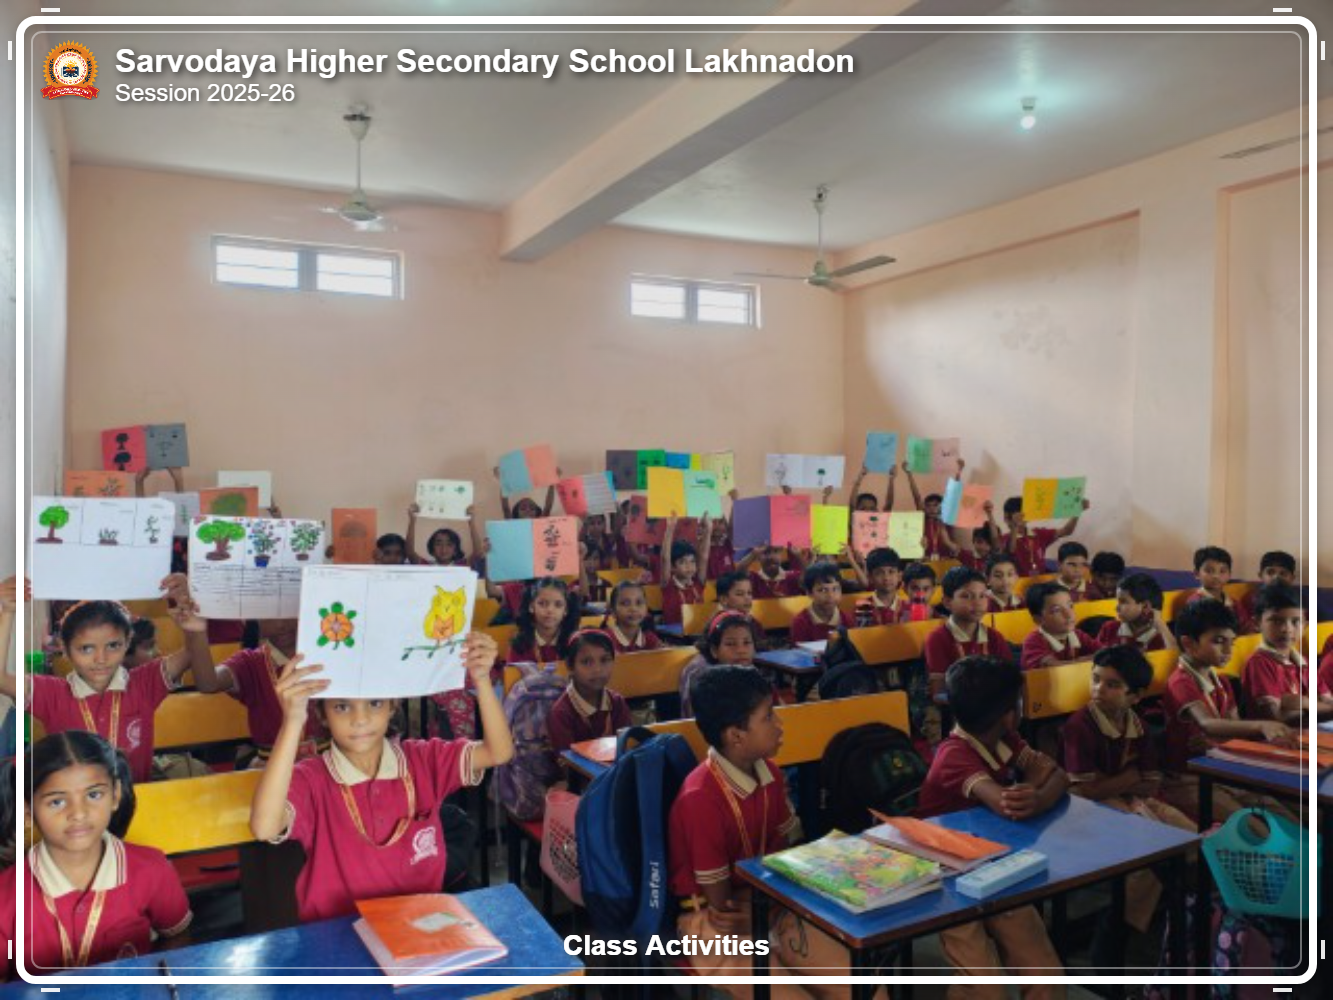 Sarvodaya Higher Secondary School Lakhnadon
Session 2025-26
Safari
Class Activities